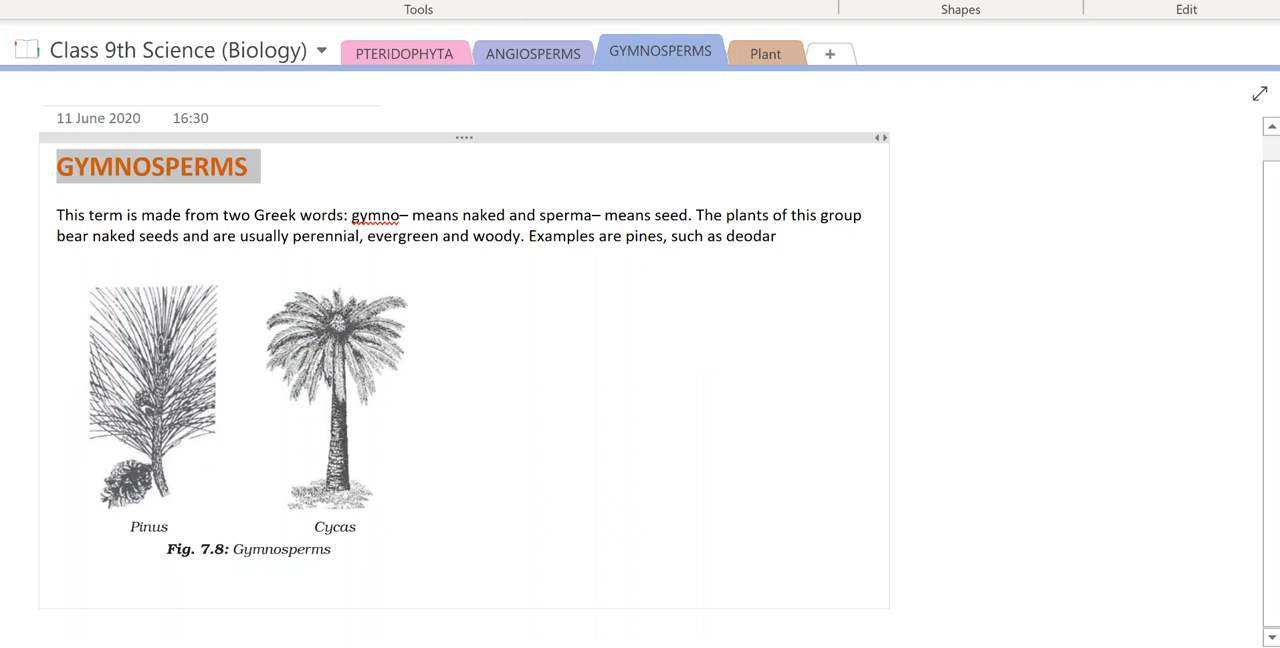 Tools Shapes Edit
Class 9th Science (Biology) PTERIDOPHYTA ANGIOSPERMS GYMNOSPERMS Plant +
11 June 2020 16:30
GYMNOSPERMS
This term is made from two Greek words: gymno– means naked and sperma– means seed. The plants of this group
bear naked seeds and are usually perennial, evergreen and woody. Examples are pines, such as deodar
Pinus Cycas
Fig. 7.8: Gymnosperms